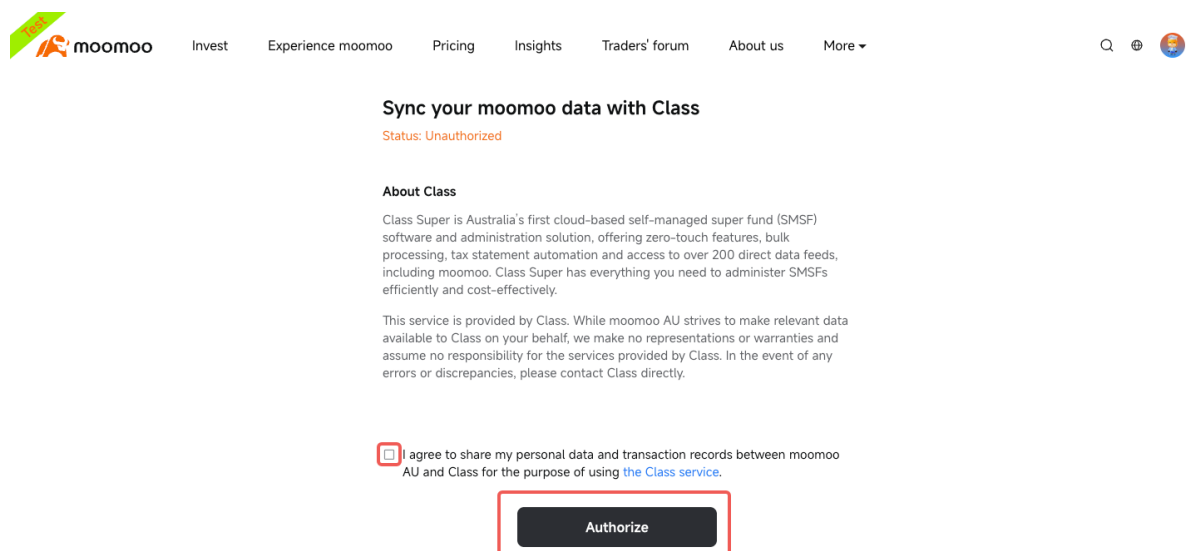 Test
moomoo Invest Experience moomoo Pricing Insights Traders' forum About us More
Sync your moomoo data with Class
Status: Unauthorized
About Class
Class Super is Australia's first cloud-based self-managed super fund (SMSF)
software and administration solution, offering zero-touch features, bulk
processing, tax statement automation and access to over 200 direct data feeds,
including moomoo. Class Super has everything you need to administer SMSFs
efficiently and cost-effectively.
This service is provided by Class. While moomoo AU strives to make relevant data
available to Class on your behalf, we make no representations or warranties and
assume no responsibility for the services provided by Class. In the event of any
errors or discrepancies, please contact Class directly.
I agree to share my personal data and transaction records between moomoo
AU and Class for the purpose of using the Class service.
Authorize